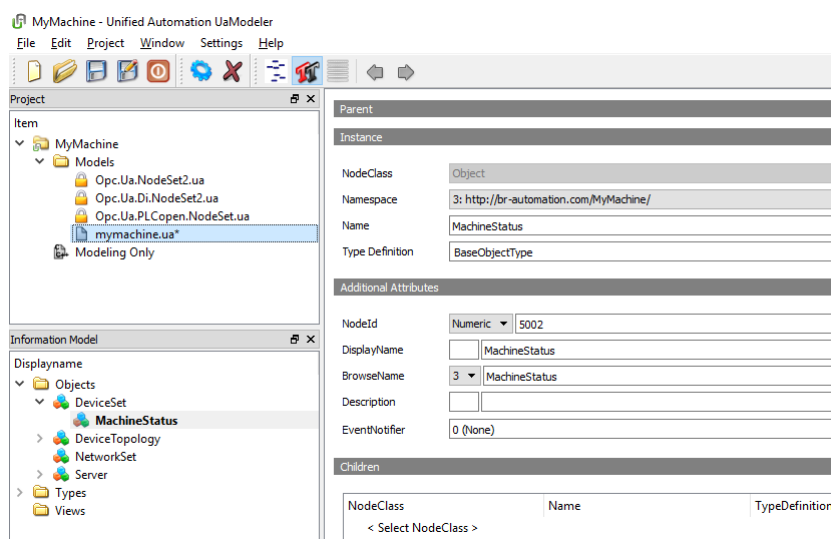 MyMachine - Unified Automation UaModeler
File Edit Project Window Settings Help
Project
Item
MyMachine
Models
Opc.Ua.NodeSet2.ua
Opc.Ua.Di.NodeSet2.ua
Opc.Ua.PLCopen.NodeSet.ua
mymachine.ua*
Modeling Only
Information Model
Displayname
Objects
DeviceSet
MachineStatus
DeviceTopology
NetworkSet
Server
Types
Views
Parent
Instance
NodeClass Object
Namespace 3: http://br-automation.com/MyMachine/
Name MachineStatus
Type Definition BaseObjectType
Additional Attributes
NodeId Numeric 5002
DisplayName MachineStatus
BrowseName 3 MachineStatus
Description
EventNotifier 0 (None)
Children
NodeClass Name TypeDefinition
< Select NodeClass >